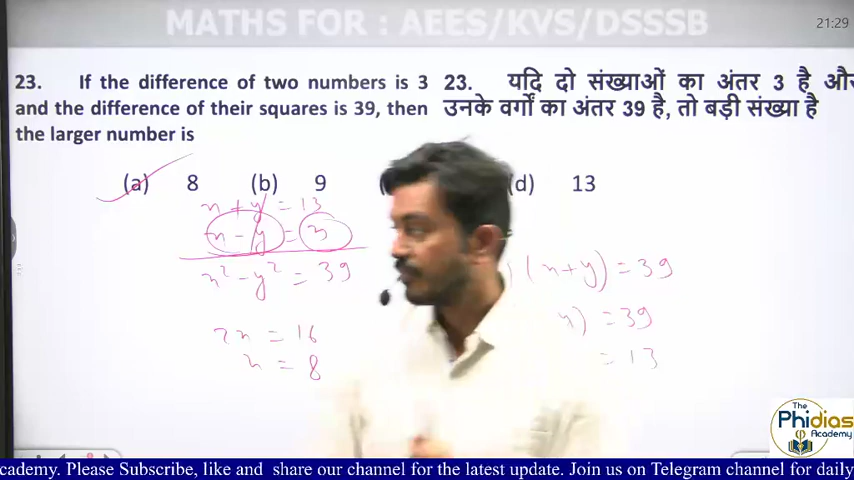 MATHS FOR : AEES/KVS/DSSSB
21:29
23. If the difference of two numbers is 3
and the difference of their squares is 39, then
the larger number is
23. यदि दो संख्याओं का अंतर 3 है और
उनके वर्गों का अंतर 39 है, तो बड़ी संख्या है
(a) 8 (b) 9 (d) 13
x + y = 13
x - y = 3
x² - y² = 39
2x = 16
x = 8
(x+y) = 39
) = 39
= 13
The
Phidias
Academy
cademy. Please Subscribe, like and share our channel for the latest update. Join us on Telegram channel for daily